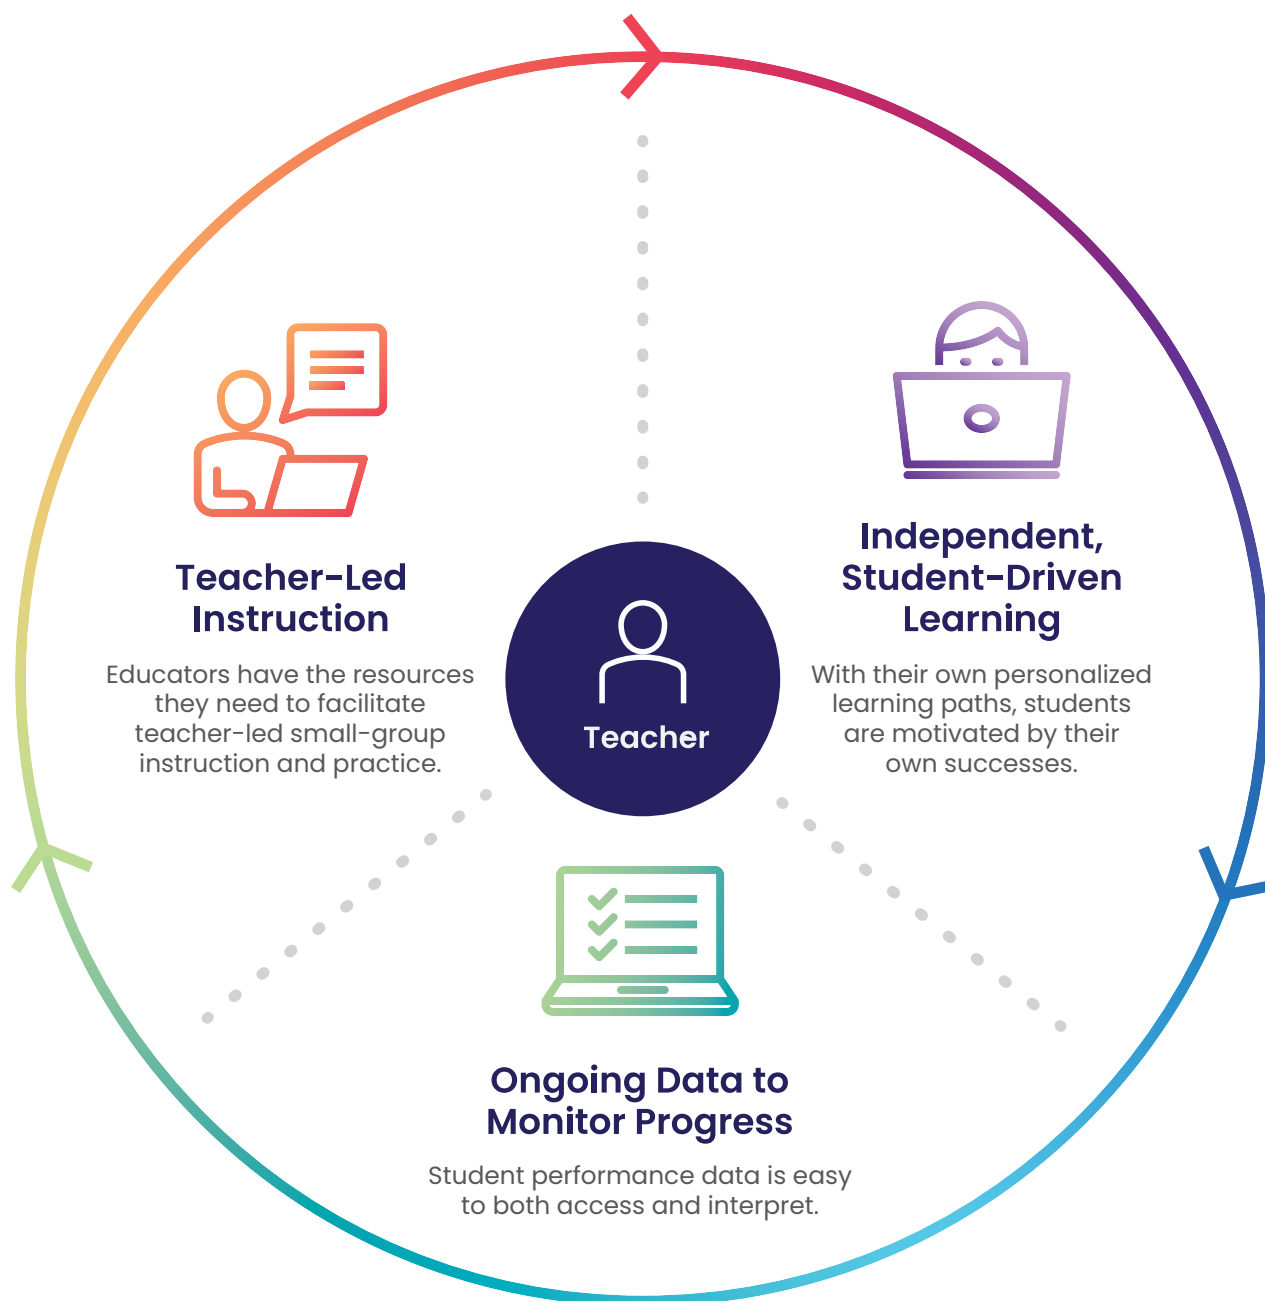 Teacher-Led
Instruction
Educators have the resources
they need to facilitate
teacher-led small-group
instruction and practice.
Teacher
Independent,
Student-Driven
Learning
With their own personalized
learning paths, students
are motivated by their
own successes.
Ongoing Data to
Monitor Progress
Student performance data is easy
to both access and interpret.